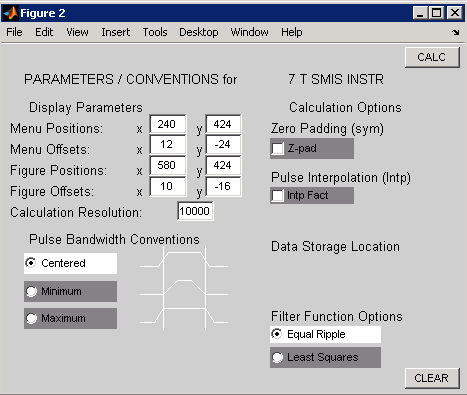 Figure 2
File Edit View Insert Tools Desktop Window Help
CALC
PARAMETERS / CONVENTIONS for 7 T SMIS INSTR
Display Parameters
Menu Positions: x 240 y 424
Menu Offsets: x 12 y -24
Figure Positions: x 580 y 424
Figure Offsets: x 10 y -16
Calculation Resolution: 10000
Pulse Bandwidth Conventions
Centered
Minimum
Maximum
Calculation Options
Zero Padding (sym)
Z-pad
Pulse Interpolation (Intp)
Intp Fact
Data Storage Location
Filter Function Options
Equal Ripple
Least Squares
CLEAR